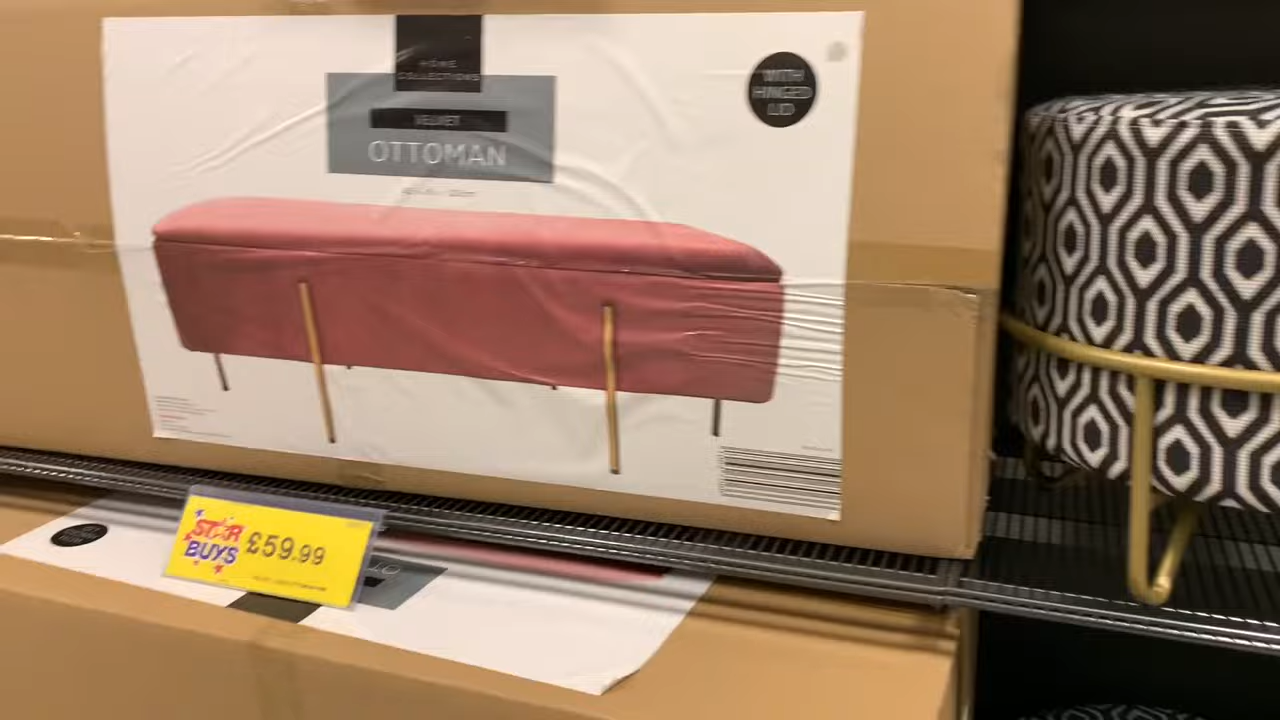 HOME
COLLECTIONS
VELVET
OTTOMAN
WITH
HINGED
LID
STAR
BUYS
£59.99